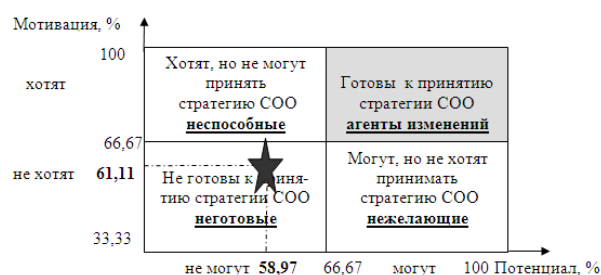 Мотивация, %
100
хотят
Хотят, но не могут
принять
стратегию СОО
неспособные
Готовы к принятию
стратегии СОО
агенты изменений
66,67
не хотят
61,11
Не готовы к приня-
тию стратегии СОО
неготовые
Могут, но не хотят
принимать
стратегию СОО
нежелающие
33,33
не могут 58,97 66,67 могут 100 Потенциал, %